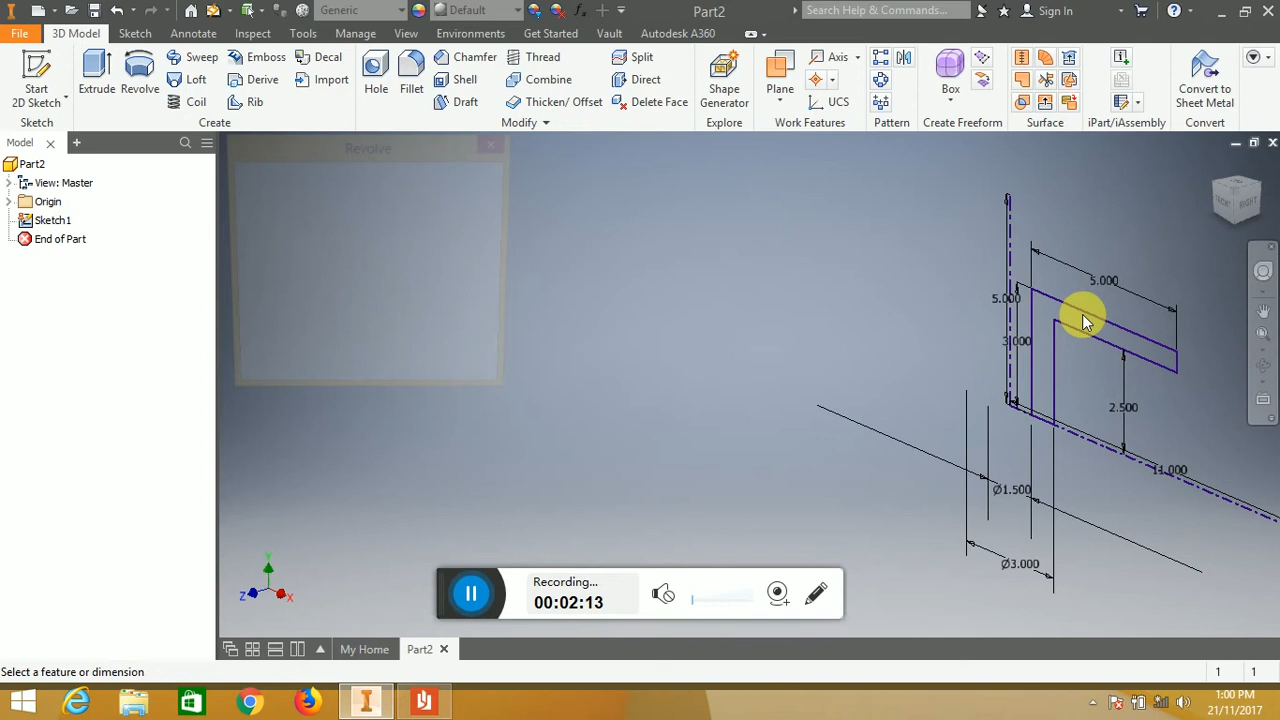 Generic
Default
Part2
Search Help & Commands...
Sign In
File
3D Model
Sketch
Annotate
Inspect
Tools
Manage
View
Environments
Get Started
Vault
Autodesk A360
Start
2D Sketch
Extrude
Revolve
Sweep
Emboss
Decal
Loft
Derive
Import
Coil
Rib
Hole
Fillet
Chamfer
Thread
Split
Shell
Combine
Direct
Draft
Thicken/ Offset
Delete Face
Shape
Generator
Plane
Axis
UCS
Box
Convert to
Sheet Metal
Sketch
Create
Modify
Explore
Work Features
Pattern
Create Freeform
Surface
iPart/iAssembly
Convert
Model
Part2
View: Master
Origin
Sketch1
End of Part
Revolve
RIGHT
5.000
5.000
3.000
2.500
11.000
Ø1.500
Ø3.000
Y
Z
X
Recording...
00:02:13
My Home
Part2
Select a feature or dimension
1
1
1:00 PM
21/11/2017